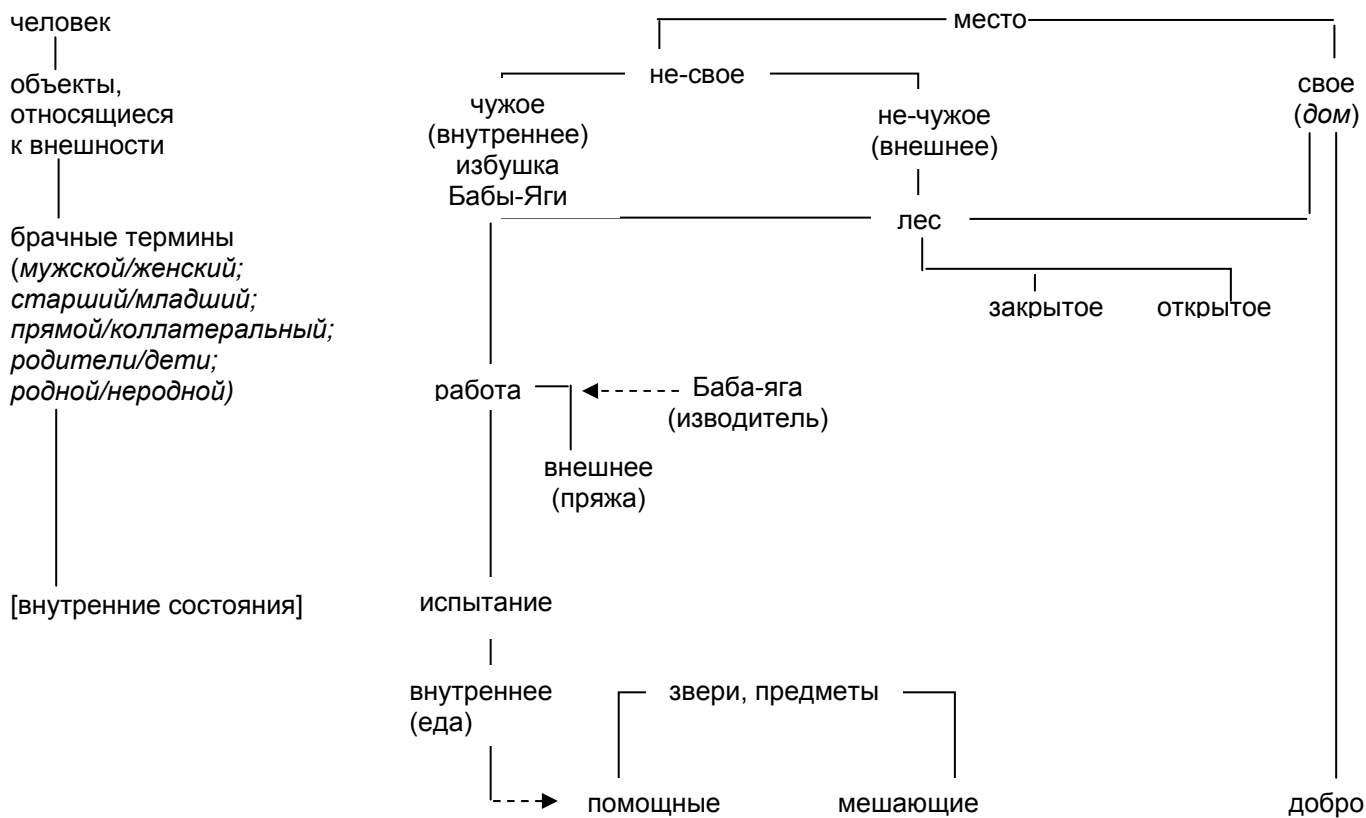 человек
место
объекты,
относящиеся
к внешности
не-свое
свое
(дом)
чужое
(внутреннее)
избушка
Бабы-Яги
не-чужое
(внешнее)
лес
брачные термины
(мужской/женский;
старший/младший;
прямой/коллатеральный;
родители/дети;
родной/неродной)
закрытое
открытое
работа
Баба-яга
(изводитель)
внешнее
(пряжа)
[внутренние состояния]
испытание
внутреннее
(еда)
звери, предметы
помощные
мешающие
добро